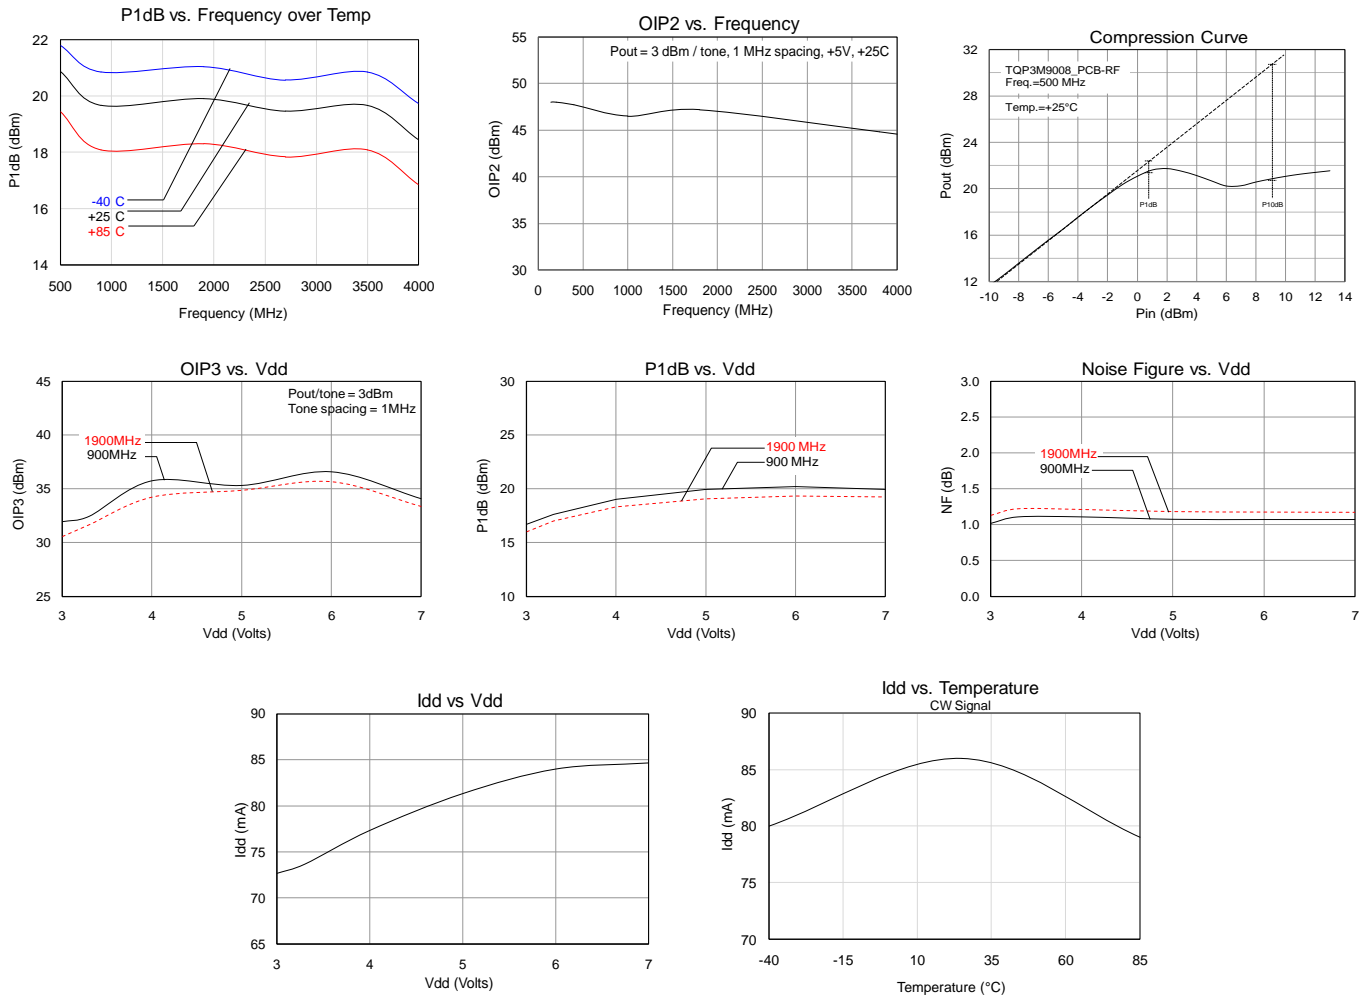 P1dB vs. Frequency over Temp
22
20
18
16
14
P1dB (dBm)
-40 C
+25 C
+85 C
500 1000 1500 2000 2500 3000 3500 4000
Frequency (MHz)
OIP2 vs. Frequency
Pout = 3 dBm / tone, 1 MHz spacing, +5V, +25C
55
50
45
40
35
30
OIP2 (dBm)
0 500 1000 1500 2000 2500 3000 3500 4000
Frequency (MHz)
Compression Curve
TQP3M9008_PCB-RF
Freq.=500 MHz
Temp.=+25°C
32
28
24
20
16
12
Pout (dBm)
P1dB
P10dB
-10 -8 -6 -4 -2 0 2 4 6 8 10 12 14
Pin (dBm)
OIP3 vs. Vdd
Pout/tone = 3dBm
Tone spacing = 1MHz
45
40
35
30
25
OIP3 (dBm)
1900MHz
900MHz
3 4 5 6 7
Vdd (Volts)
P1dB vs. Vdd
30
25
20
15
10
P1dB (dBm)
1900 MHz
900 MHz
3 4 5 6 7
Vdd (Volts)
Noise Figure vs. Vdd
3.0
2.5
2.0
1.5
1.0
0.5
0.0
NF (dB)
1900MHz
900MHz
3 4 5 6 7
Vdd (Volts)
Idd vs Vdd
90
85
80
75
70
65
Idd (mA)
3 4 5 6 7
Vdd (Volts)
Idd vs. Temperature
CW Signal
90
85
80
75
70
Idd (mA)
-40 -15 10 35 60 85
Temperature (°C)